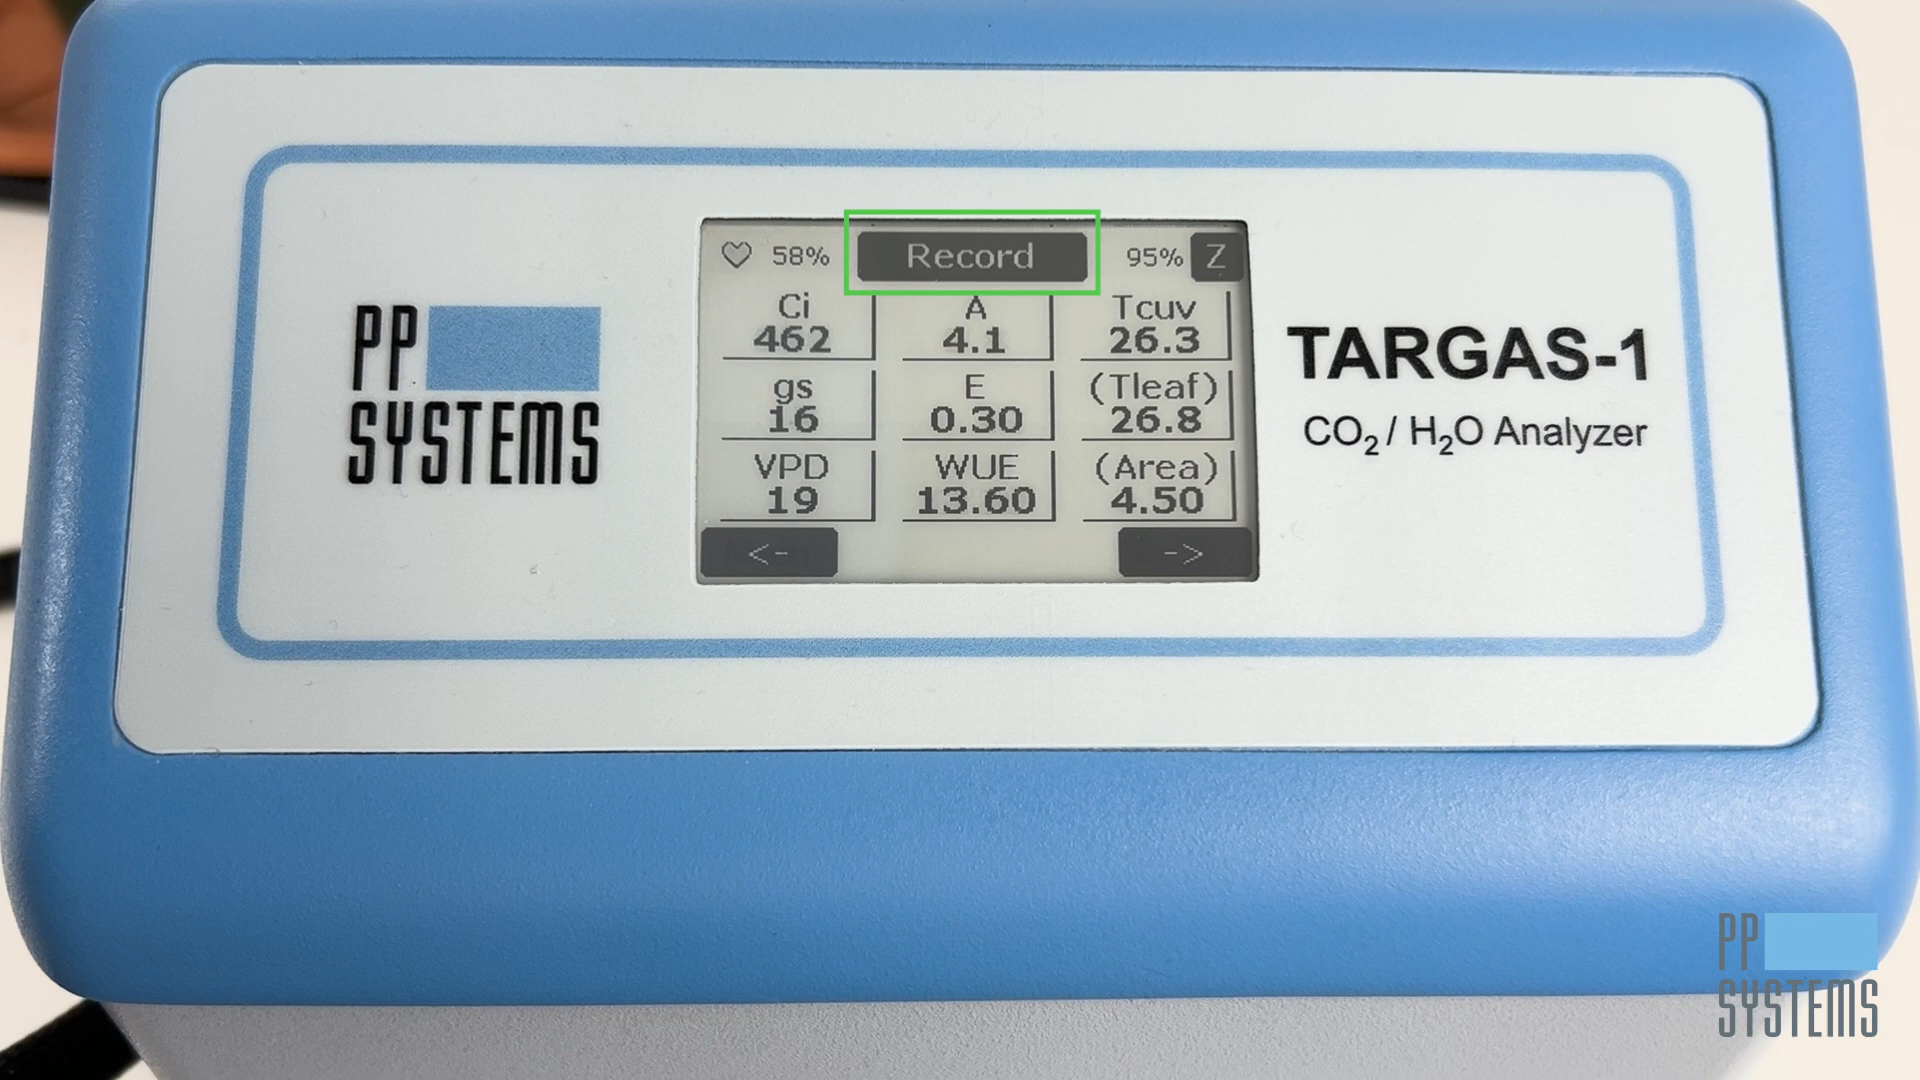 58% Record 95% Z
Ci A Tcuv
462 4.1 26.3
gs E (Tleaf)
16 0.30 26.8
VPD WUE (Area)
19 13.60 4.50
<- ->
PP
SYSTEMS
TARGAS-1
CO₂ / H₂O Analyzer
PP
SYSTEMS